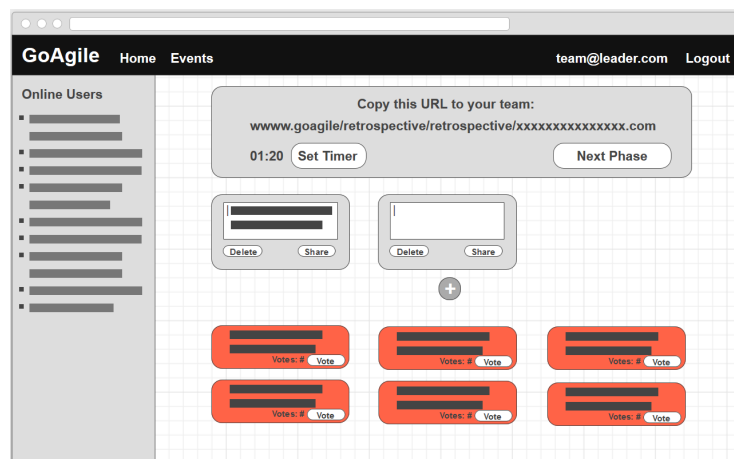 GoAgile Home Events team@leader.com Logout
Online Users
Copy this URL to your team:
wwww.goagile/retrospective/retrospective/xxxxxxxxxxxxxxx.com
01:20 Set Timer Next Phase
Delete Share Delete Share
+
Votes: # Vote Votes: # Vote Votes: # Vote
Votes: # Vote Votes: # Vote Votes: # Vote